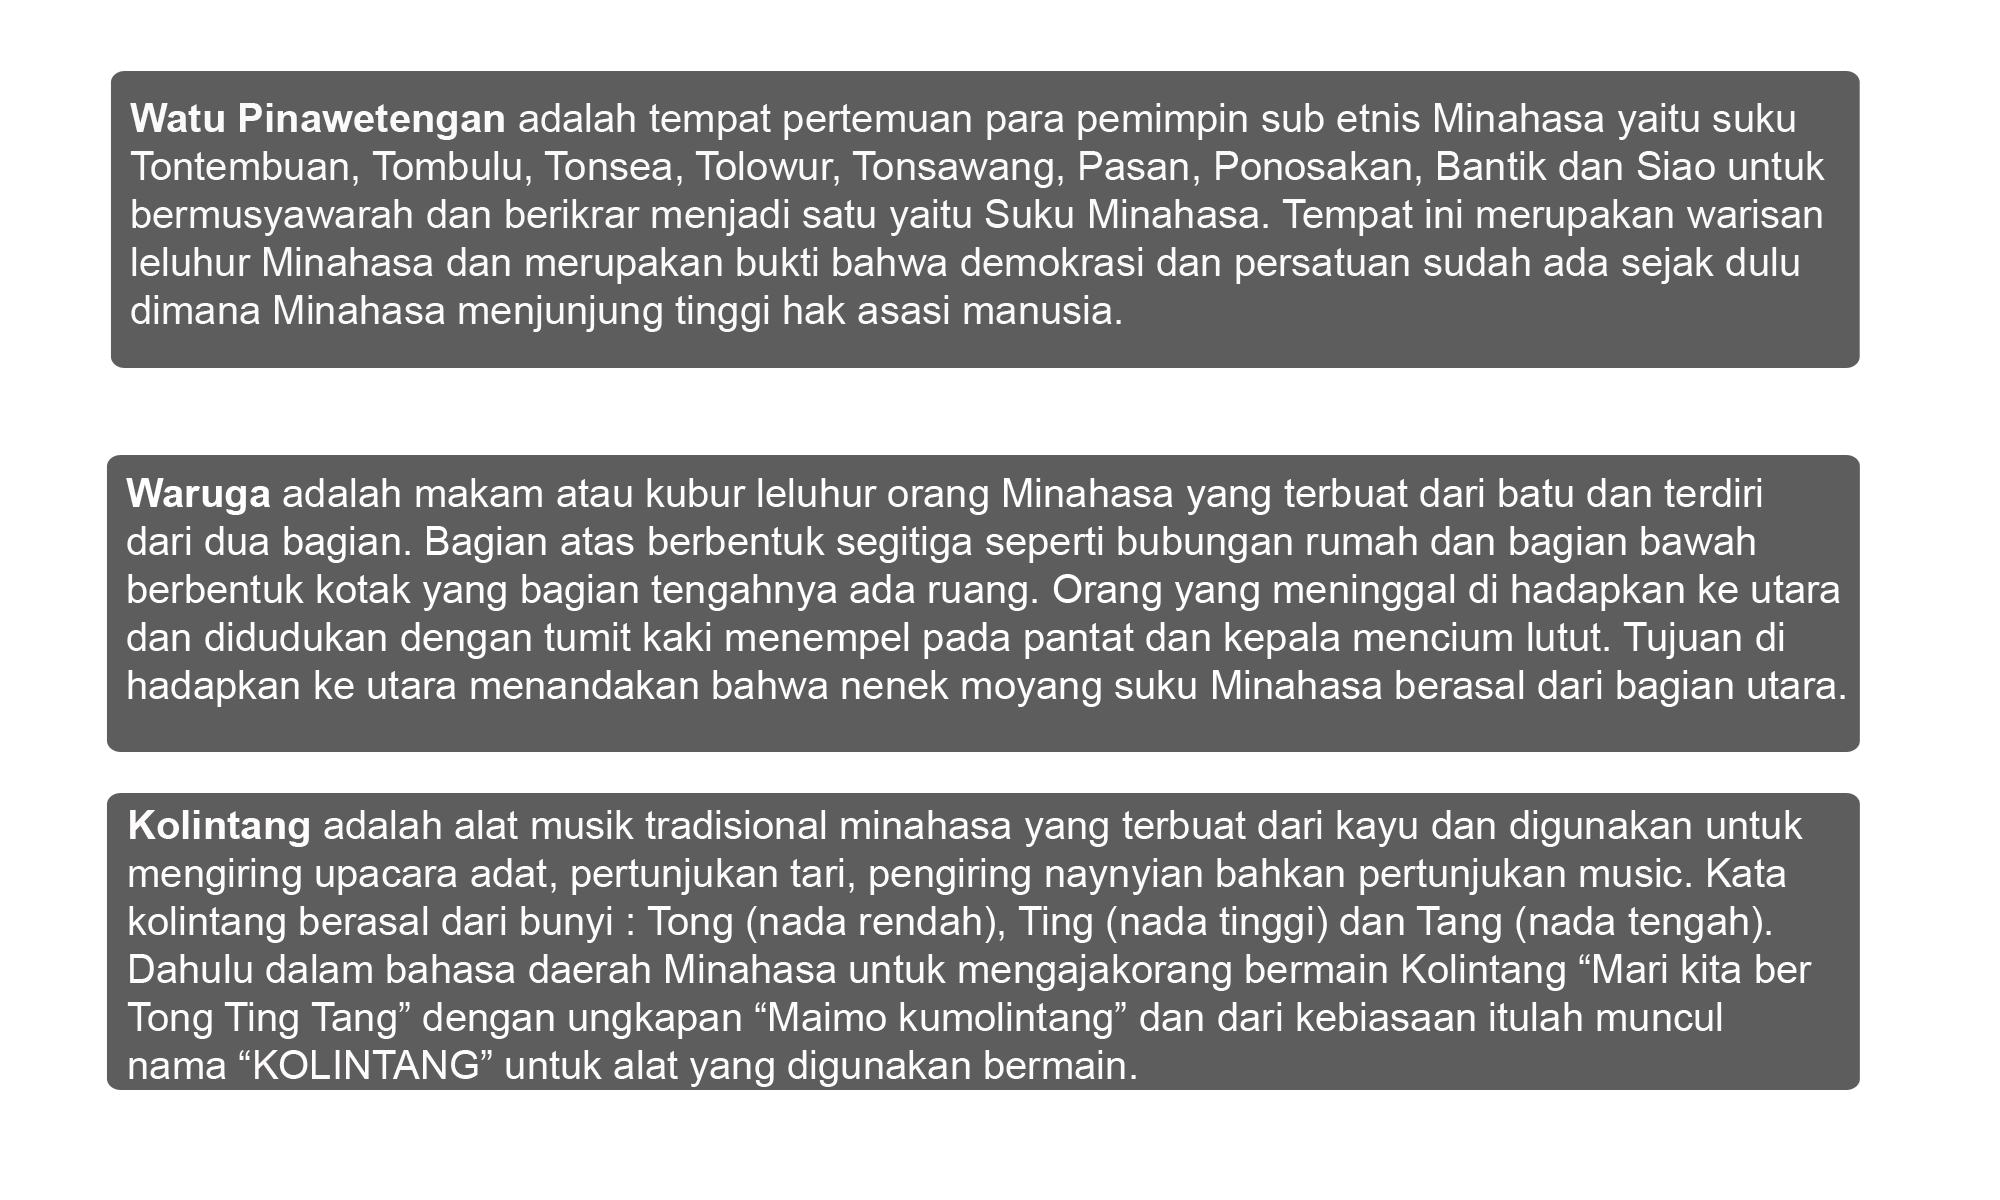 Watu Pinawetengan adalah tempat pertemuan para pemimpin sub etnis Minahasa yaitu suku
Tontembuan, Tombulu, Tonsea, Tolowur, Tonsawang, Pasan, Ponosakan, Bantik dan Siao untuk
bermusyawarah dan berikrar menjadi satu yaitu Suku Minahasa. Tempat ini merupakan warisan
leluhur Minahasa dan merupakan bukti bahwa demokrasi dan persatuan sudah ada sejak dulu
dimana Minahasa menjunjung tinggi hak asasi manusia.
Waruga adalah makam atau kubur leluhur orang Minahasa yang terbuat dari batu dan terdiri
dari dua bagian. Bagian atas berbentuk segitiga seperti bubungan rumah dan bagian bawah
berbentuk kotak yang bagian tengahnya ada ruang. Orang yang meninggal di hadapkan ke utara
dan didudukan dengan tumit kaki menempel pada pantat dan kepala mencium lutut. Tujuan di
hadapkan ke utara menandakan bahwa nenek moyang suku Minahasa berasal dari bagian utara.
Kolintang adalah alat musik tradisional minahasa yang terbuat dari kayu dan digunakan untuk
mengiring upacara adat, pertunjukan tari, pengiring naynyian bahkan pertunjukan music. Kata
kolintang berasal dari bunyi : Tong (nada rendah), Ting (nada tinggi) dan Tang (nada tengah).
Dahulu dalam bahasa daerah Minahasa untuk mengajakorang bermain Kolintang “Mari kita ber
Tong Ting Tang” dengan ungkapan “Maimo kumolintang” dan dari kebiasaan itulah muncul
nama “KOLINTANG” untuk alat yang digunakan bermain.